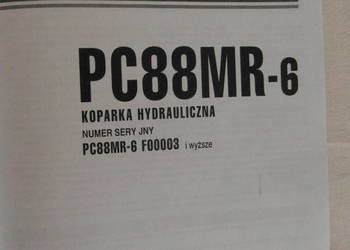 PC88MR-6
KOPARKA HYDRAULICZNA
NUMER SERY JNY
PC88MR-6 F00003 i wyższe